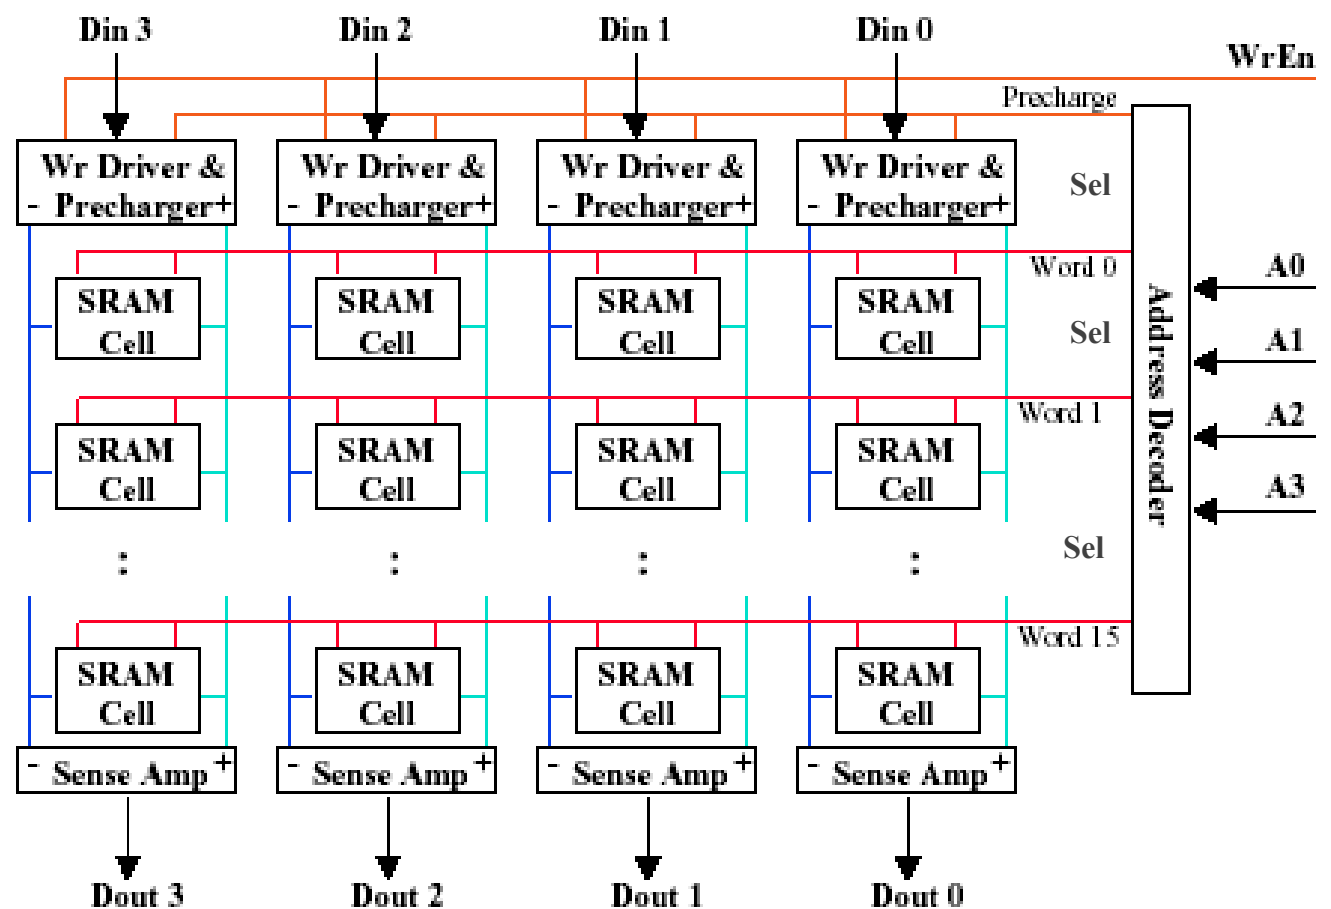 Din 3 Din 2 Din 1 Din 0
WrEn
Precharge
Wr Driver & Wr Driver & Wr Driver & Wr Driver &
- Precharger+ - Precharger+ - Precharger+ - Precharger+
Sel
Word 0
A0
SRAM SRAM SRAM SRAM
Cell Cell Cell Cell
Sel
A1
Word 1
A2
SRAM SRAM SRAM SRAM
Cell Cell Cell Cell
Address Decoder
A3
Sel
: : : :
Word 15
SRAM SRAM SRAM SRAM
Cell Cell Cell Cell
- Sense Amp + - Sense Amp + - Sense Amp + - Sense Amp +
Dout 3 Dout 2 Dout 1 Dout 0